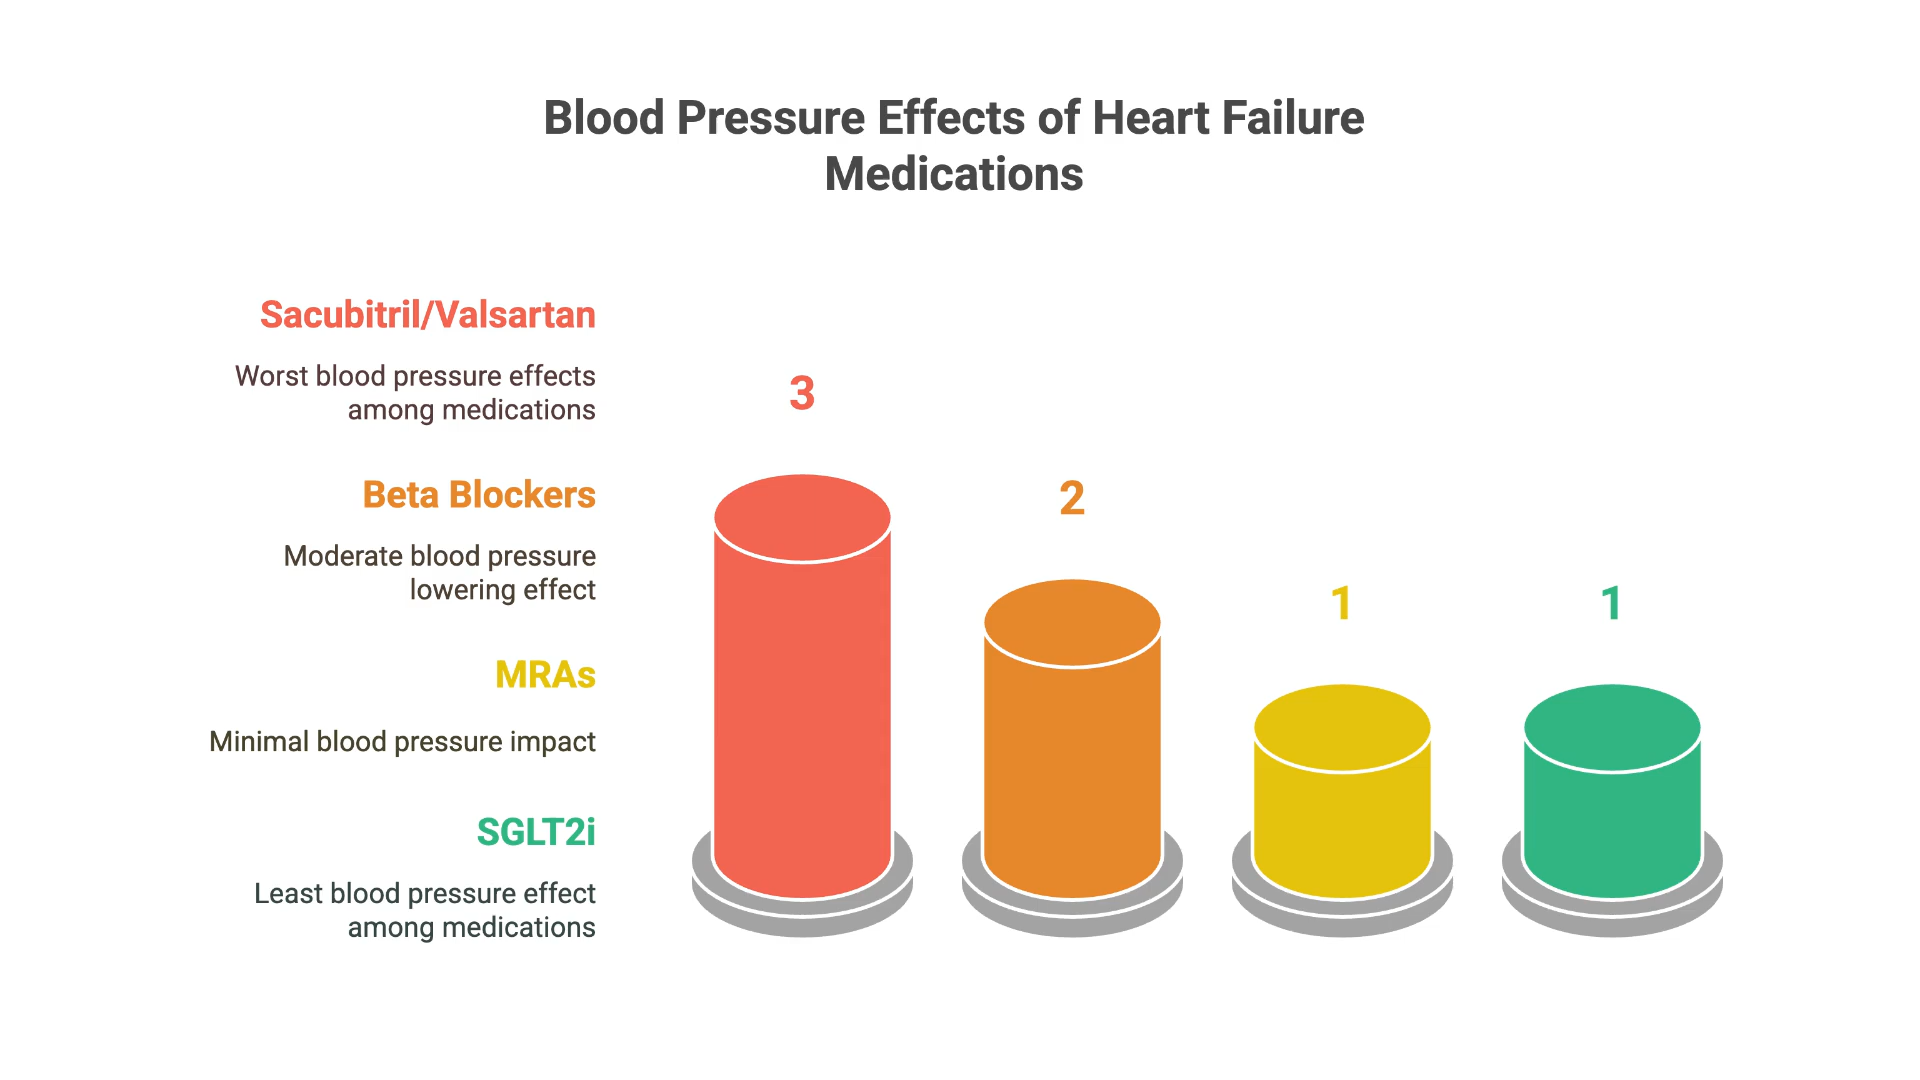 Blood Pressure Effects of Heart Failure
Medications
Sacubitril/Valsartan
Worst blood pressure effects
among medications
3
Beta Blockers
Moderate blood pressure
lowering effect
2
MRAs
Minimal blood pressure impact
1
SGLT2i
Least blood pressure effect
among medications
1